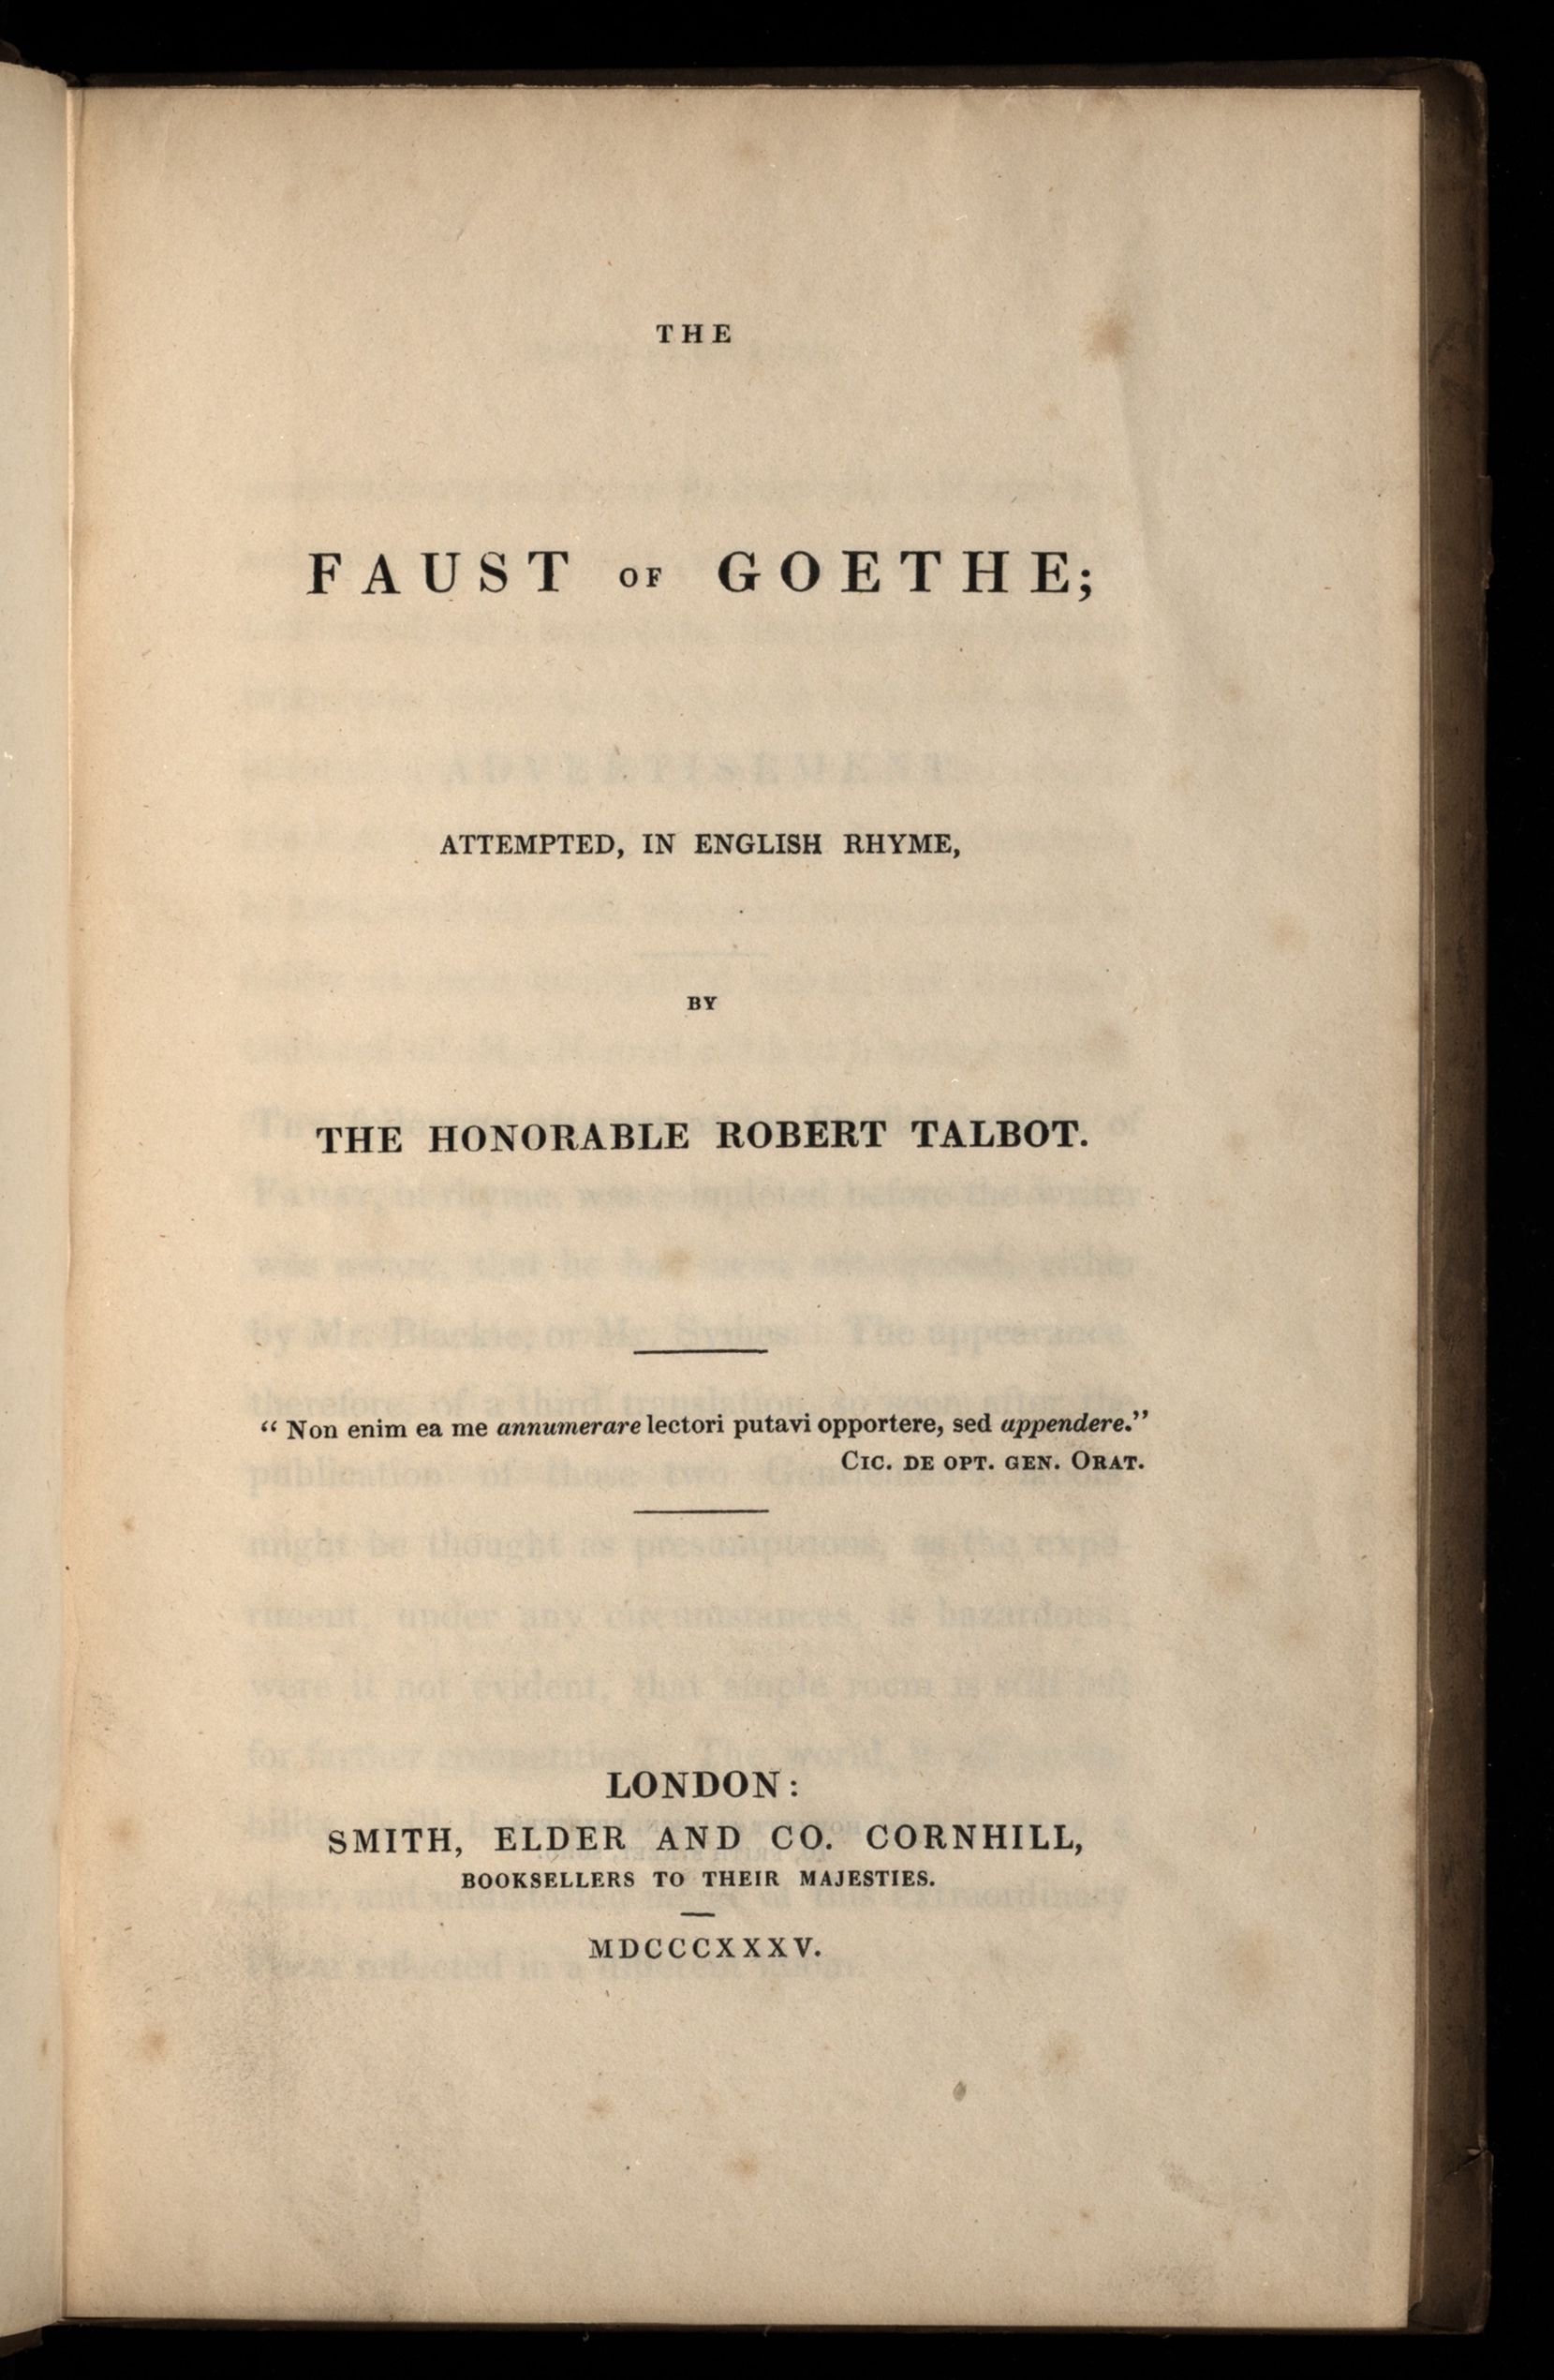 THE
FAUST OF GOETHE;
ATTEMPTED, IN ENGLISH RHYME,
BY
THE HONORABLE ROBERT TALBOT.
“ Non enim ea me annumerare lectori putavi opportere, sed appendere.”
CIC. DE OPT. GEN. ORAT.
LONDON:
SMITH, ELDER AND CO. CORNHILL,
BOOKSELLERS TO THEIR MAJESTIES.
MDCCCXXXV.